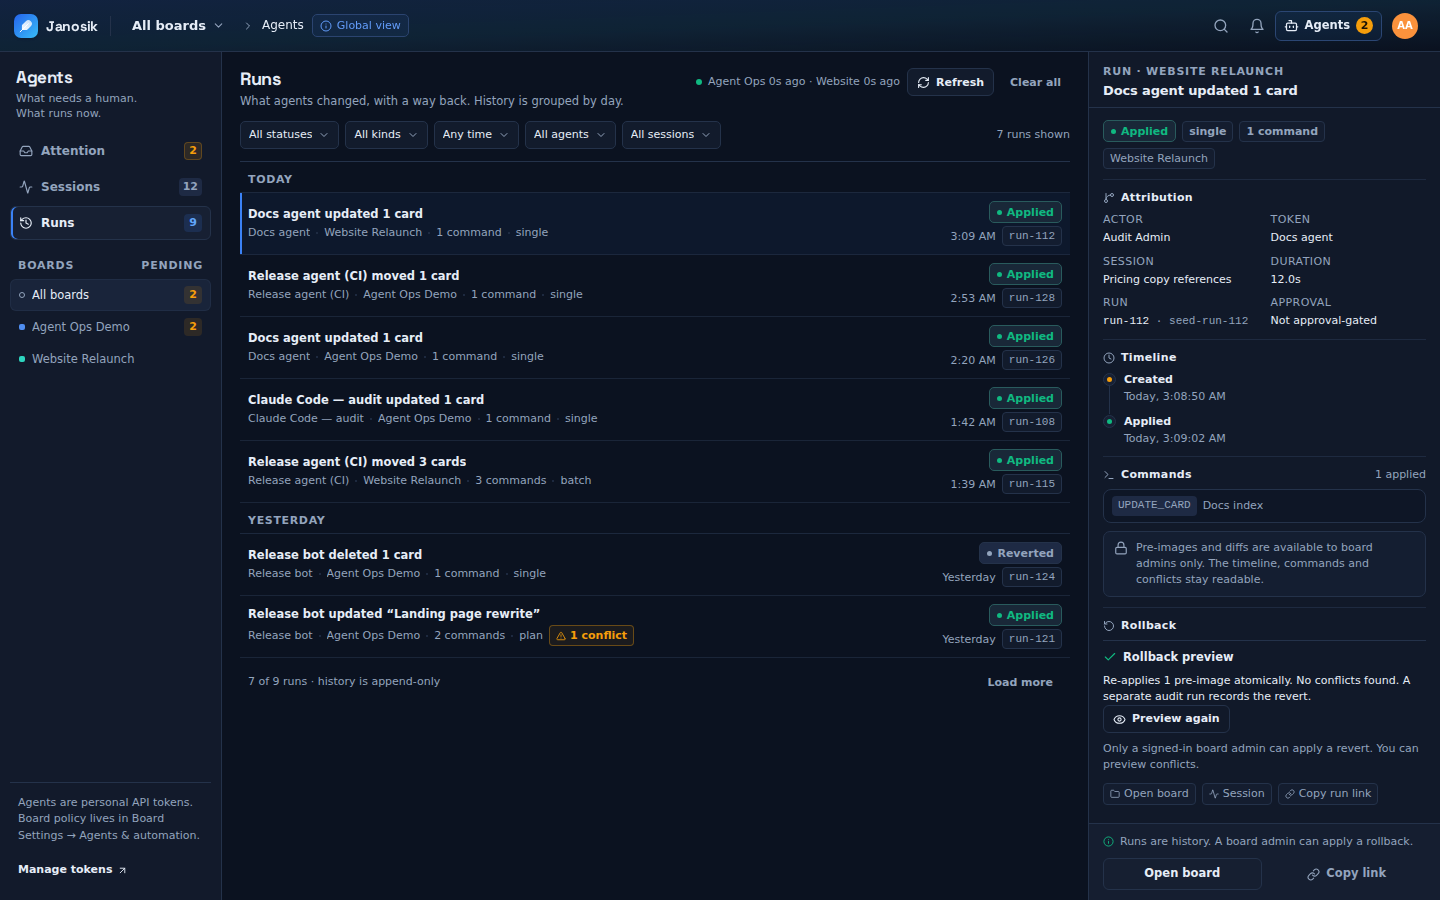 Janosik
All boards
Agents
Global view
Agents 2
AA
Agents
What needs a human.
What runs now.
Attention 2
Sessions 12
Runs 9
BOARDS PENDING
All boards 2
Agent Ops Demo 2
Website Relaunch
Agents are personal API tokens.
Board policy lives in Board
Settings → Agents & automation.
Manage tokens
Runs
What agents changed, with a way back. History is grouped by day.
Agent Ops 0s ago · Website 0s ago
Refresh
Clear all
All statuses
All kinds
Any time
All agents
All sessions
7 runs shown
TODAY
Docs agent updated 1 card
Applied
Docs agent · Website Relaunch · 1 command · single
3:09 AM run-112
Release agent (CI) moved 1 card
Applied
Release agent (CI) · Agent Ops Demo · 1 command · single
2:53 AM run-128
Docs agent updated 1 card
Applied
Docs agent · Agent Ops Demo · 1 command · single
2:20 AM run-126
Claude Code — audit updated 1 card
Applied
Claude Code — audit · Agent Ops Demo · 1 command · single
1:42 AM run-108
Release agent (CI) moved 3 cards
Applied
Release agent (CI) · Website Relaunch · 3 commands · batch
1:39 AM run-115
YESTERDAY
Release bot deleted 1 card
Reverted
Release bot · Agent Ops Demo · 1 command · single
Yesterday run-124
Release bot updated “Landing page rewrite”
Applied
Release bot · Agent Ops Demo · 2 commands · plan 1 conflict
Yesterday run-121
7 of 9 runs · history is append-only
Load more
RUN · WEBSITE RELAUNCH
Docs agent updated 1 card
Applied single 1 command
Website Relaunch
Attribution
ACTOR TOKEN
Audit Admin Docs agent
SESSION DURATION
Pricing copy references 12.0s
RUN APPROVAL
run-112 · seed-run-112 Not approval-gated
Timeline
Created
Today, 3:08:50 AM
Applied
Today, 3:09:02 AM
Commands 1 applied
UPDATE_CARD Docs index
Pre-images and diffs are available to board
admins only. The timeline, commands and
conflicts stay readable.
Rollback
Rollback preview
Re-applies 1 pre-image atomically. No conflicts found. A
separate audit run records the revert.
Preview again
Only a signed-in board admin can apply a revert. You can
preview conflicts.
Open board Session Copy run link
Runs are history. A board admin can apply a rollback.
Open board Copy link